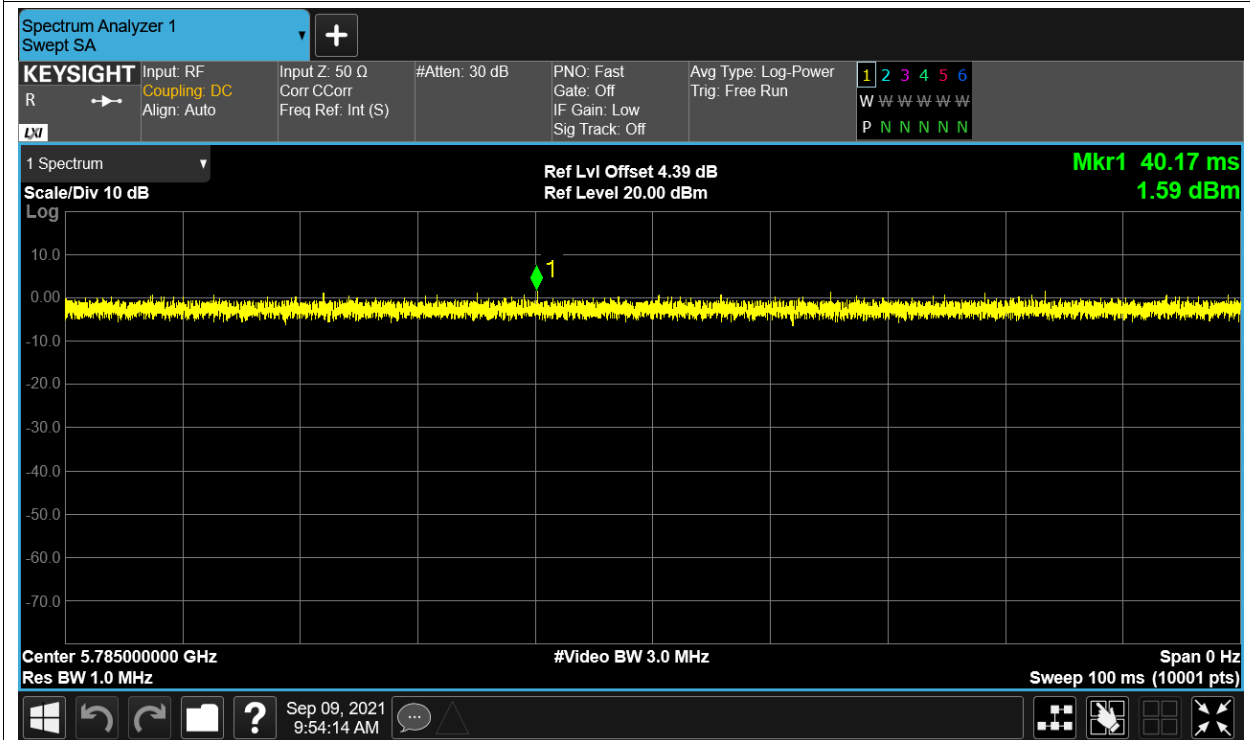 Spectrum Analyzer 1
Swept SA
KEYSIGHT
R
LXI
Input: RF
Coupling: DC
Align: Auto
Input Z: 50 Ω
Corr CCorr
Freq Ref: Int (S)
#Atten: 30 dB
PNO: Fast
Gate: Off
IF Gain: Low
Sig Track: Off
Avg Type: Log-Power
Trig: Free Run
1 2 3 4 5 6
W W W W W W
P N N N N N
1 Spectrum
Scale/Div 10 dB
Log
Ref Lvl Offset 4.39 dB
Ref Level 20.00 dBm
Mkr1 40.17 ms
1.59 dBm
10.0
1
0.00
-10.0
-20.0
-30.0
-40.0
-50.0
-60.0
-70.0
Center 5.785000000 GHz
Res BW 1.0 MHz
#Video BW 3.0 MHz
Span 0 Hz
Sweep 100 ms (10001 pts)
?
Sep 09, 2021
9:54:14 AM